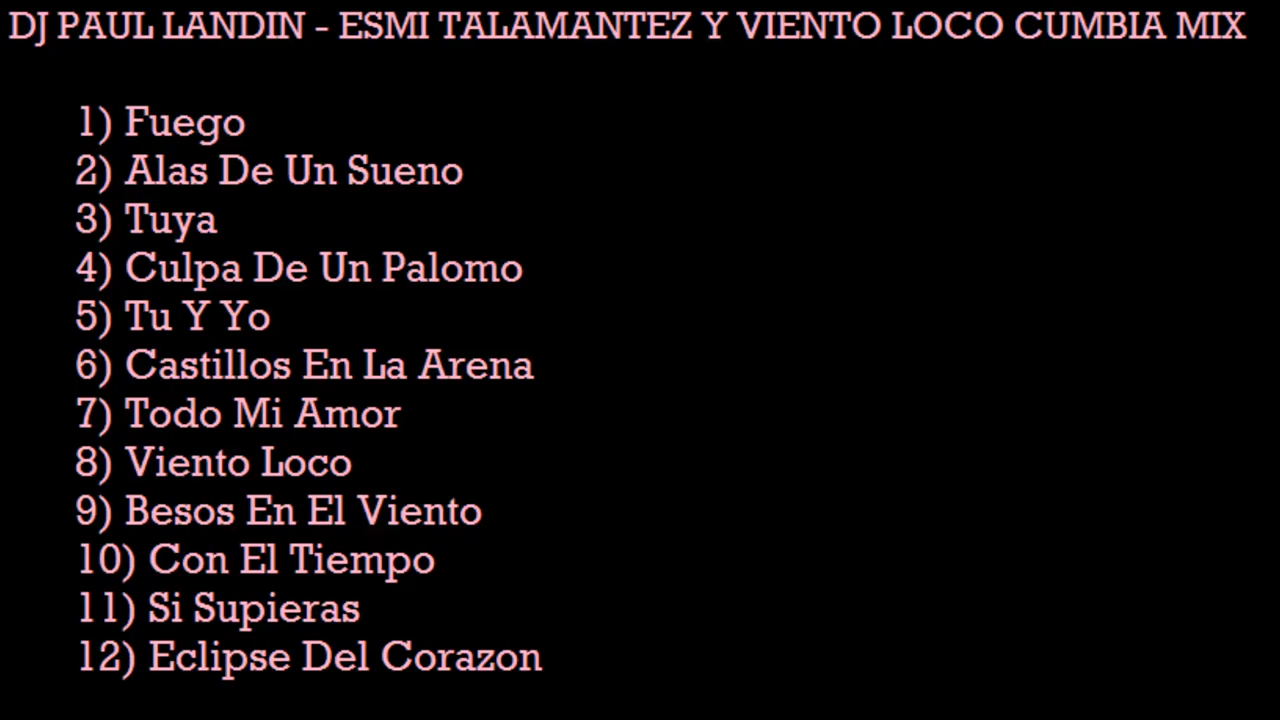 DJ PAUL LANDIN - ESMI TALAMANTEZ Y VIENTO LOCO CUMBIA MIX
1) Fuego
2) Alas De Un Sueno
3) Tuya
4) Culpa De Un Palomo
5) Tu Y Yo
6) Castillos En La Arena
7) Todo Mi Amor
8) Viento Loco
9) Besos En El Viento
10) Con El Tiempo
11) Si Supieras
12) Eclipse Del Corazon